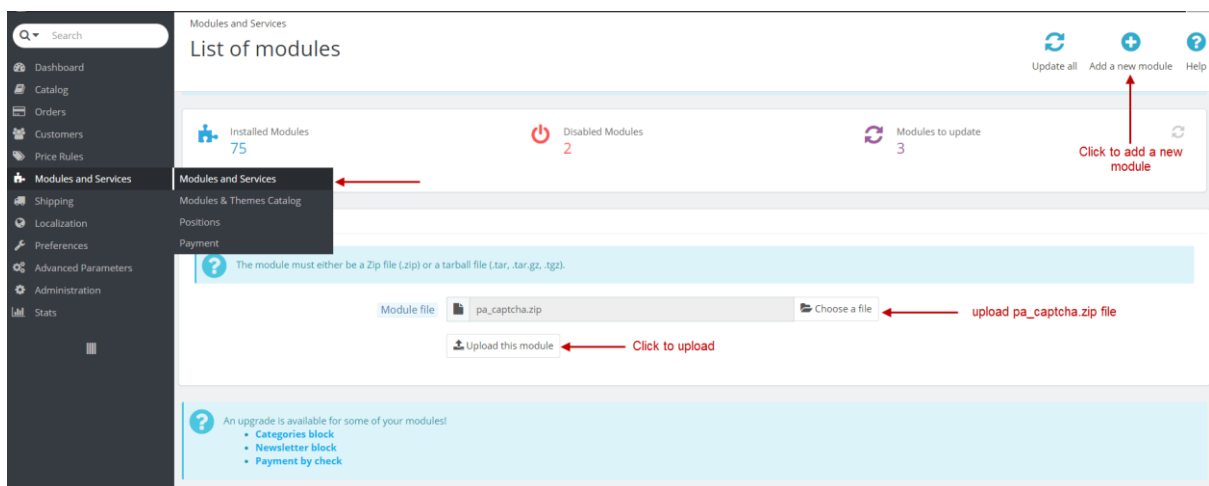 Search
Dashboard
Catalog
Orders
Customers
Price Rules
Modules and Services
Shipping
Localization
Preferences
Advanced Parameters
Administration
Stats
Modules and Services
Modules & Themes Catalog
Positions
Payment
Modules and Services
List of modules
Update all
Add a new module
Help
Installed Modules
75
Disabled Modules
2
Modules to update
3
Click to add a new
module
The module must either be a Zip file (.zip) or a tarball file (.tar, .tar.gz, .tgz).
Module file
pa_captcha.zip
Choose a file
upload pa_captcha.zip file
Upload this module
Click to upload
An upgrade is available for some of your modules!
Categories block
Newsletter block
Payment by check